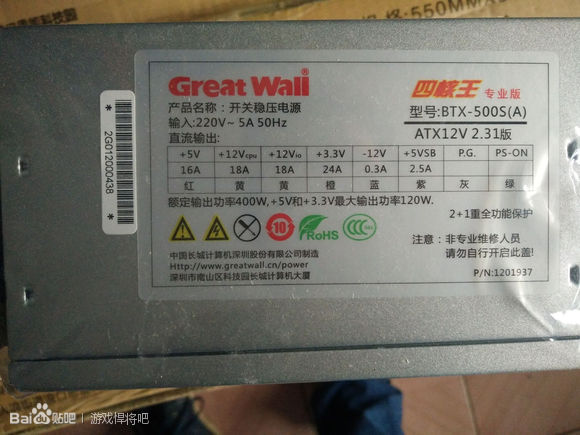 格:550MM
Great Wall®
四核王 专业版
产品名称：开关稳压电源
型号:BTX-500S(A)
输入:220V~ 5A 50Hz
ATX12V 2.31版
直流输出:
+5V +12Vcpu +12Vio +3.3V -12V +5VSB P.G. PS-ON
16A 18A 18A 24A 0.3A 2.5A
红 黄 黄 橙 蓝 紫 灰 绿
额定输出功率400W,+5V和+3.3V最大输出功率120W.
2+1重全功能保护
10
RoHS
CCC
注意：非专业维修人员
请勿自行开启此盖!
中国长城计算机深圳股份有限公司制造
Http://www.greatwall.cn/power
深圳市南山区科技园长城计算机大厦
P/N:1201937
* 2G012000438 *
Bai du 贴吧 | 游戏悍将吧